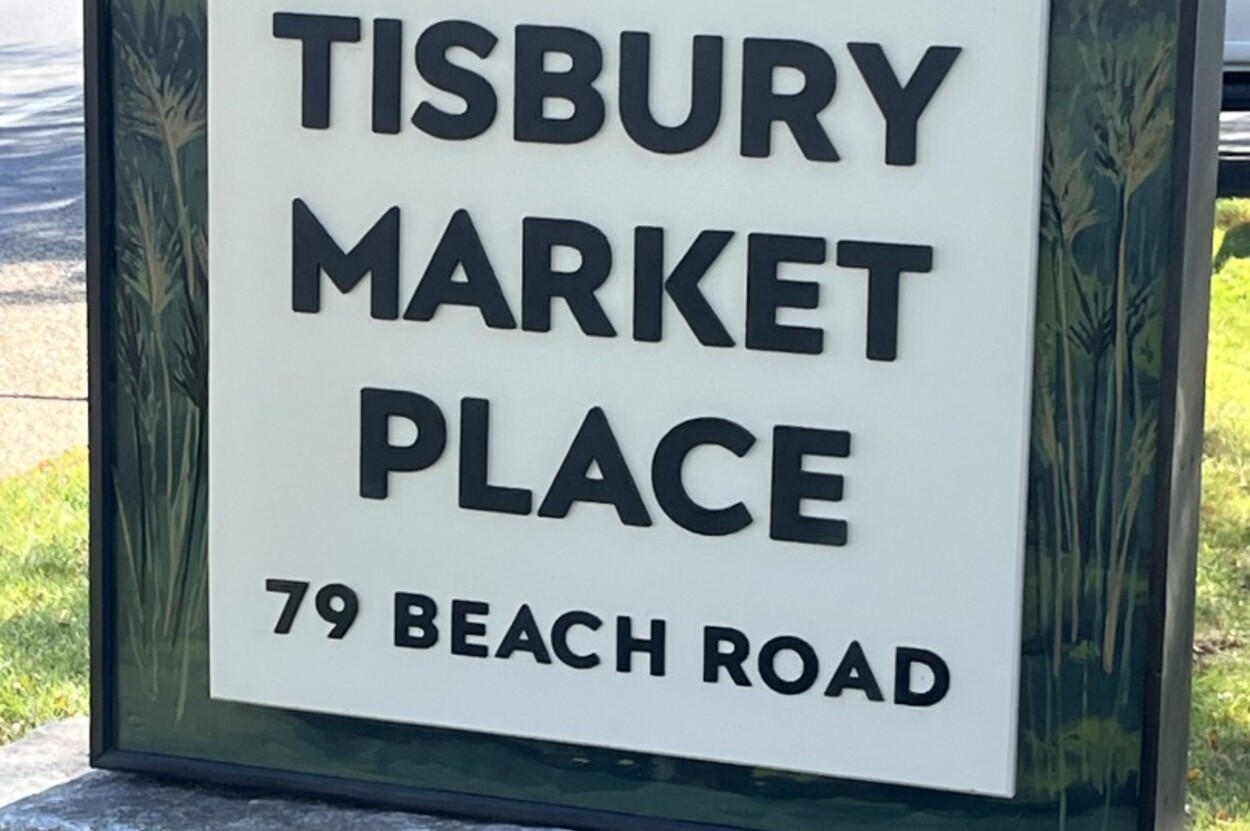 TISBURY
MARKET
PLACE
79 BEACH ROAD